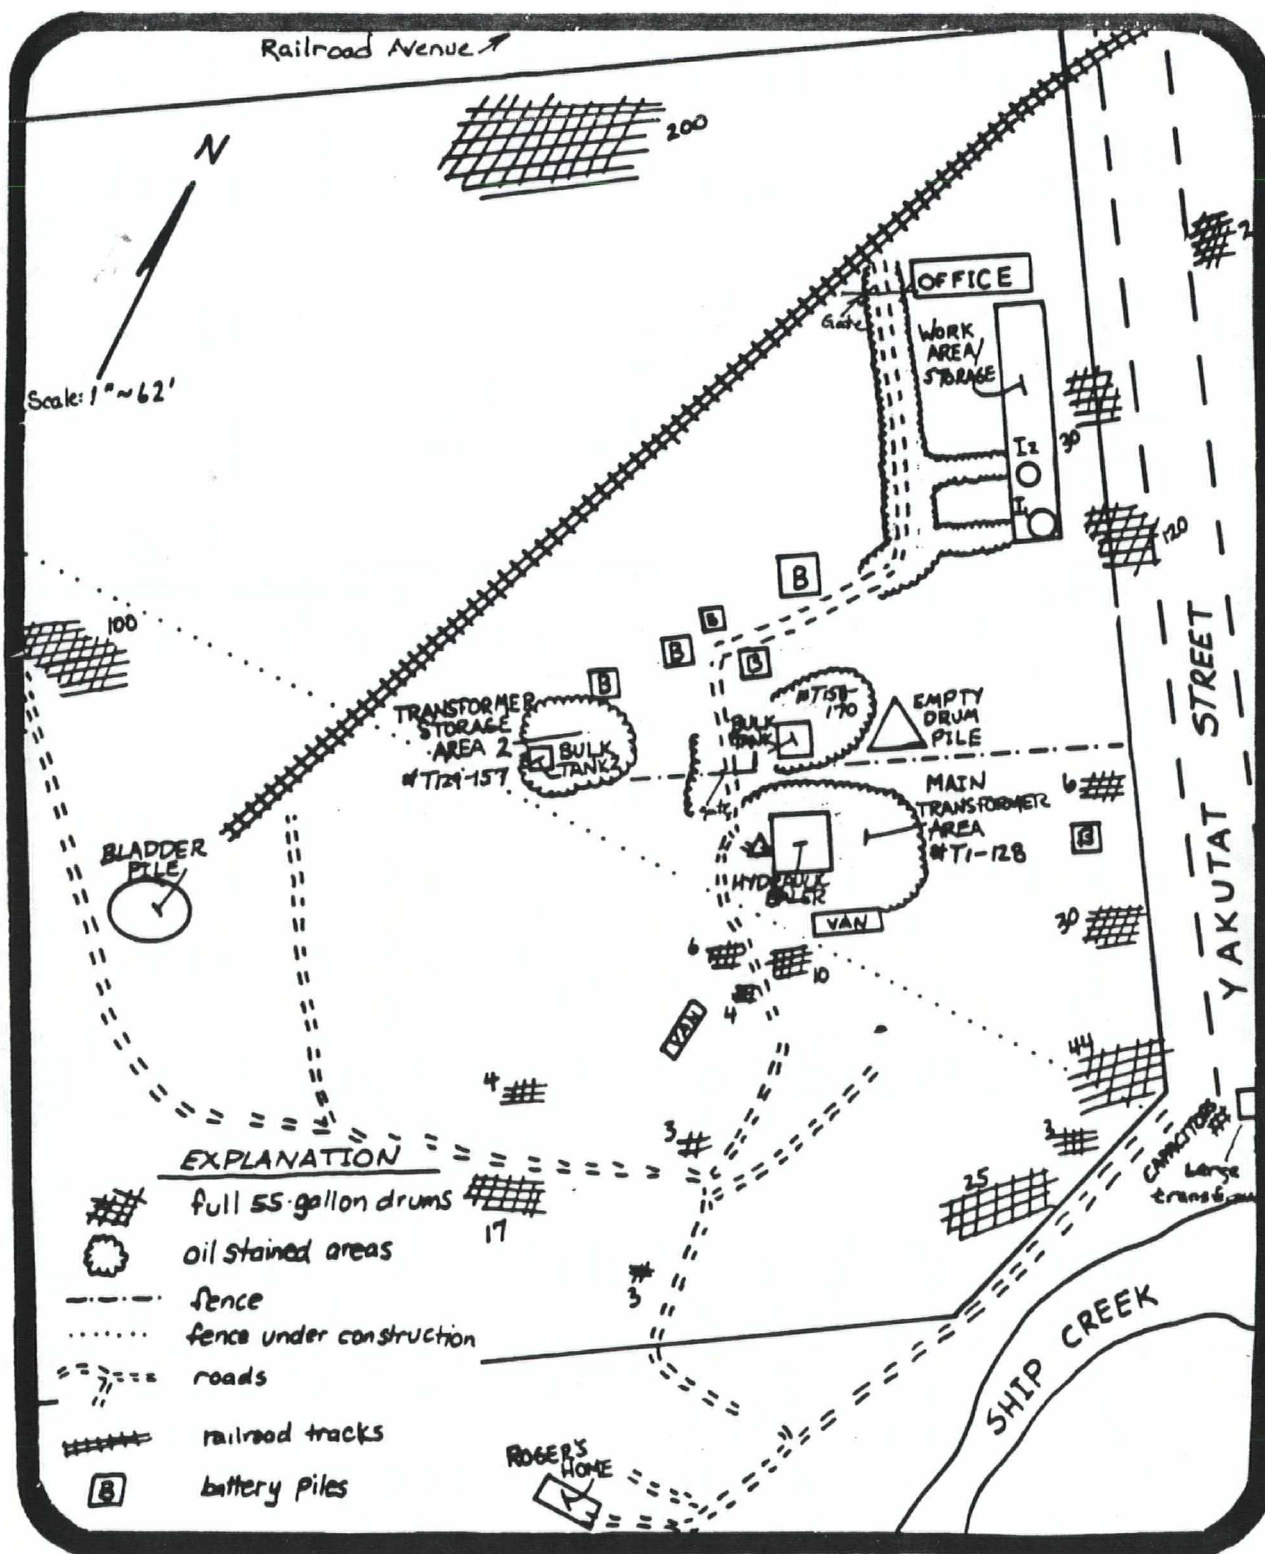 Railroad Avenue
200
N
2
OFFICE
Gate
Scale: 1" ~ 62'
WORK
AREA/
STORAGE
30
I2
I1
120
B
100
B
B
B
B
STREET
YAKUTAT
TRANSFORMER
STORAGE
AREA 2
#T129-157
BULK
TANKS
#T158-
170
BULK
TANK
EMPTY
DRUM
PILE
6
MAIN
TRANSFORMER
AREA
#T1-128
B
BLADDER
PILE
HYDRAULIC
BALER
VAN
30
6
10
4
VAN
44
4
3
3
CAPACITORS
Large
25
17
3
EXPLANATION
full 55-gallon drums
oil stained areas
fence
fence under construction
roads
railroad tracks
B
battery piles
SHIP CREEK
ROGER'S
HOME